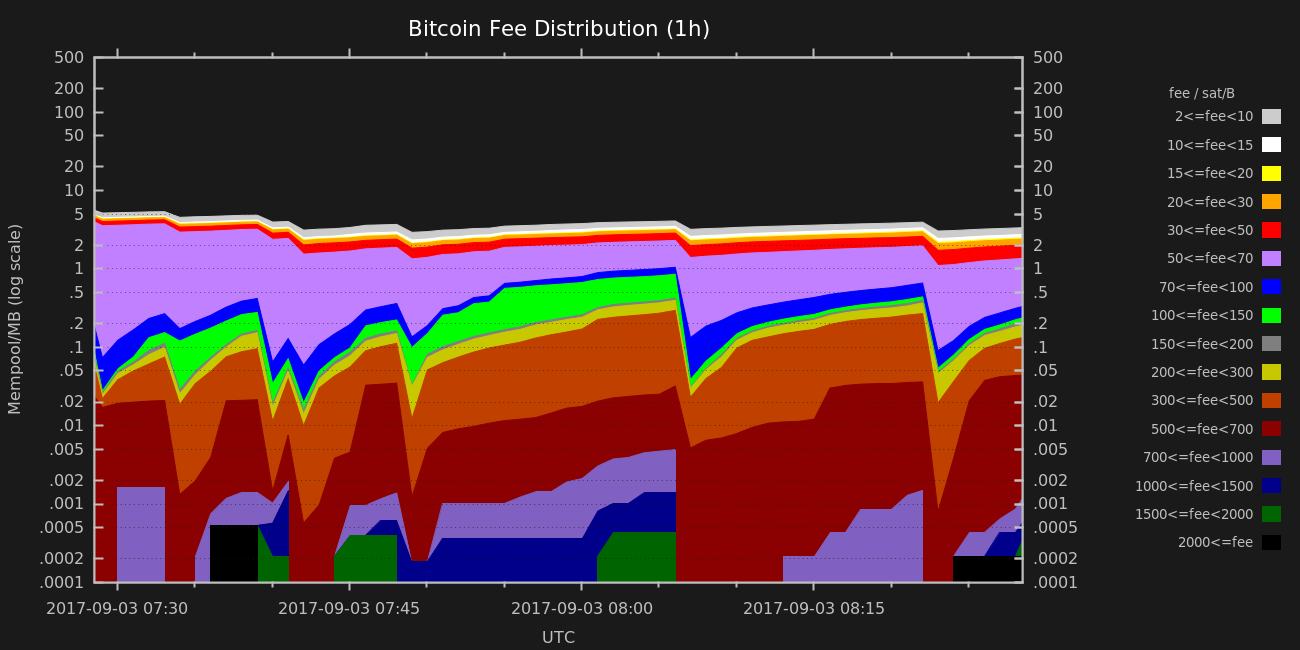 Bitcoin Fee Distribution (1h)
Mempool/MB (log scale)
500
200
100
50
20
10
5
2
1
.5
.2
.1
.05
.02
.01
.005
.002
.001
.0005
.0002
.0001
500
200
100
50
20
10
5
2
1
.5
.2
.1
.05
.02
.01
.005
.002
.001
.0005
.0002
.0001
2017-09-03 07:30
2017-09-03 07:45
2017-09-03 08:00
2017-09-03 08:15
UTC
fee / sat/B
2<=fee<10
10<=fee<15
15<=fee<20
20<=fee<30
30<=fee<50
50<=fee<70
70<=fee<100
100<=fee<150
150<=fee<200
200<=fee<300
300<=fee<500
500<=fee<700
700<=fee<1000
1000<=fee<1500
1500<=fee<2000
2000<=fee